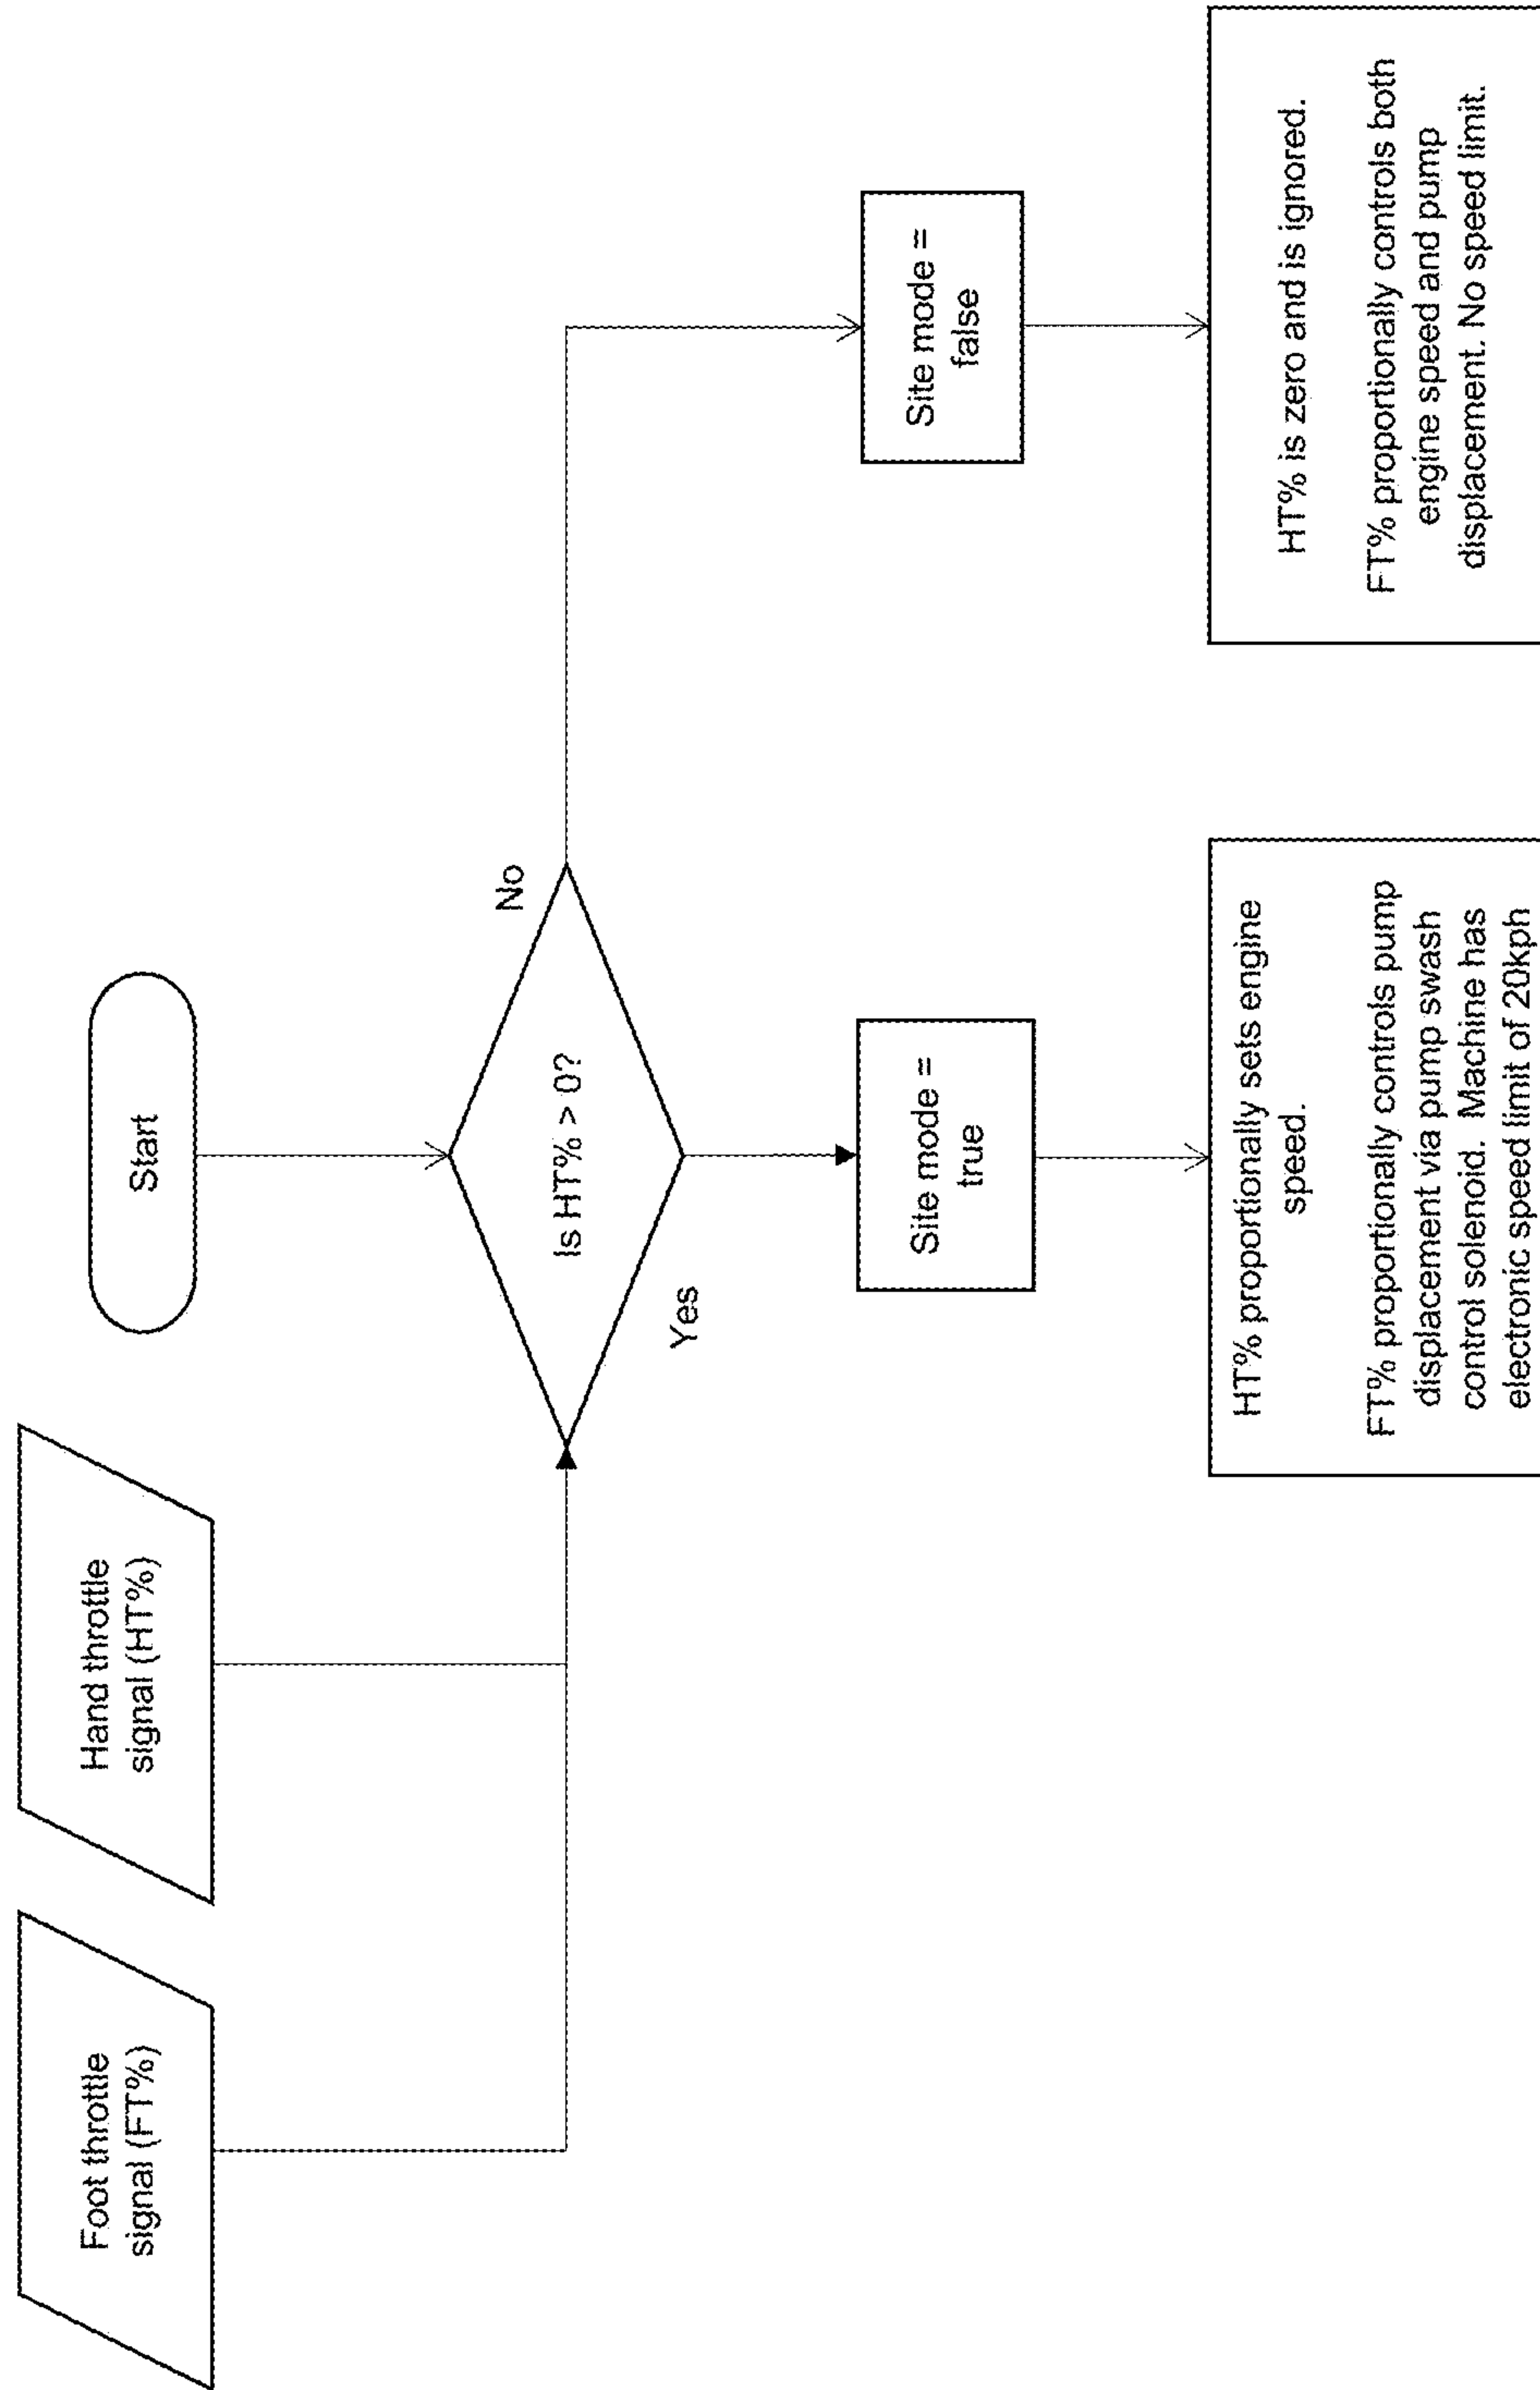 Foot throttle
signal (FT%)
Hand throttle
signal (HT%)
Start
Is HT% > 0?
Yes
No
Site mode =
true
Site mode =
false
HT% proportionally sets engine
speed.
FT% proportionally controls pump
displacement via pump swash
control solenoid. Machine has
electronic speed limit of 20kph
HT% is zero and is ignored.
FT% proportionally controls both
engine speed and pump
displacement. No speed limit.